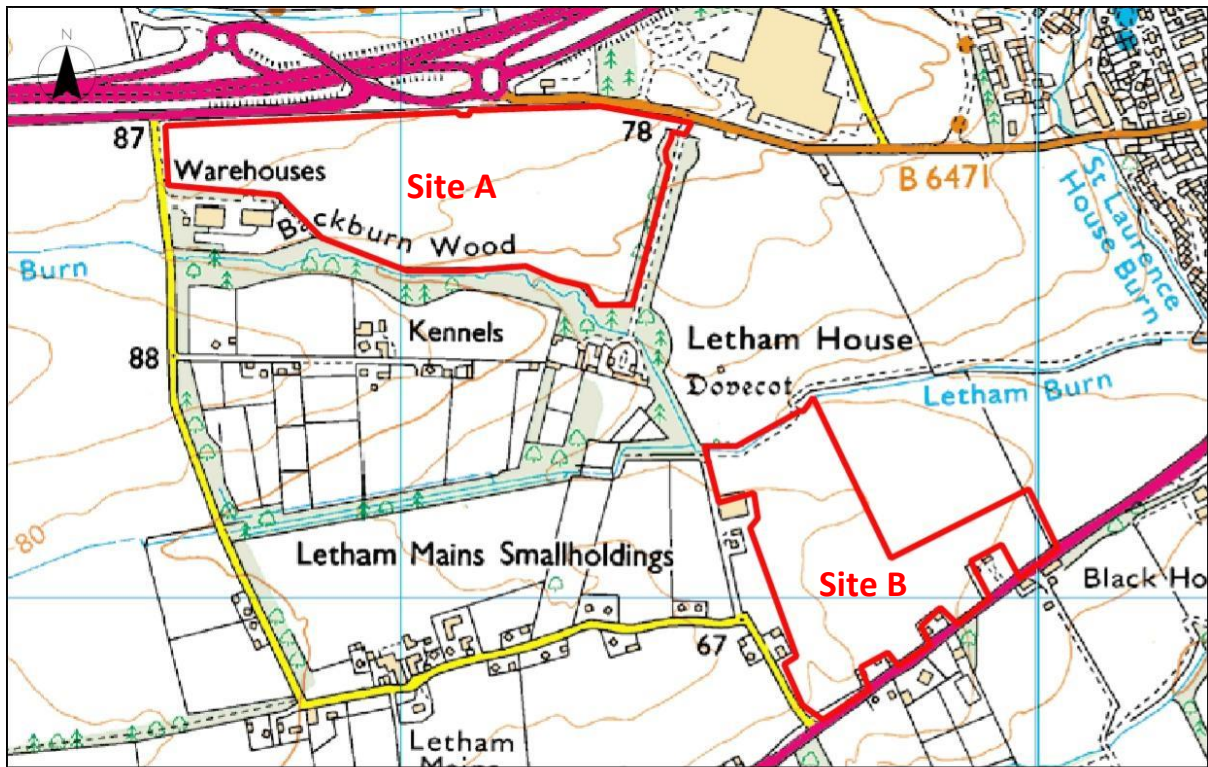 N
87
78
Warehouses
Site A
B 6471
St. Laurence
House Burn
Backburn Wood
Burn
Kennels
Letham House
88
Dovecot
Letham Burn
80
Letham Mains Smallholdings
Site B
Black Ho
67
Letham
Mains